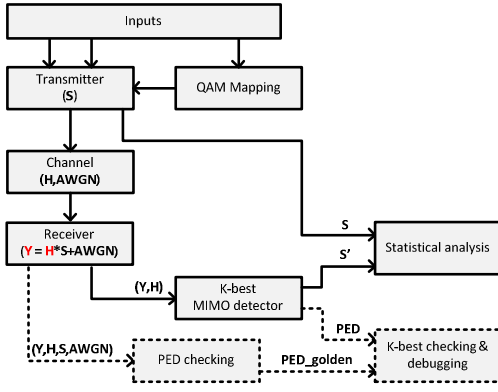 Inputs
Transmitter
(S)
QAM Mapping
Channel
(H,AWGN)
Receiver
(Y = H*S+AWGN)
S
Statistical analysis
S’
(Y,H)
K-best
MIMO detector
PED
(Y,H,S,AWGN)
PED checking
PED_golden
K-best checking &
debugging